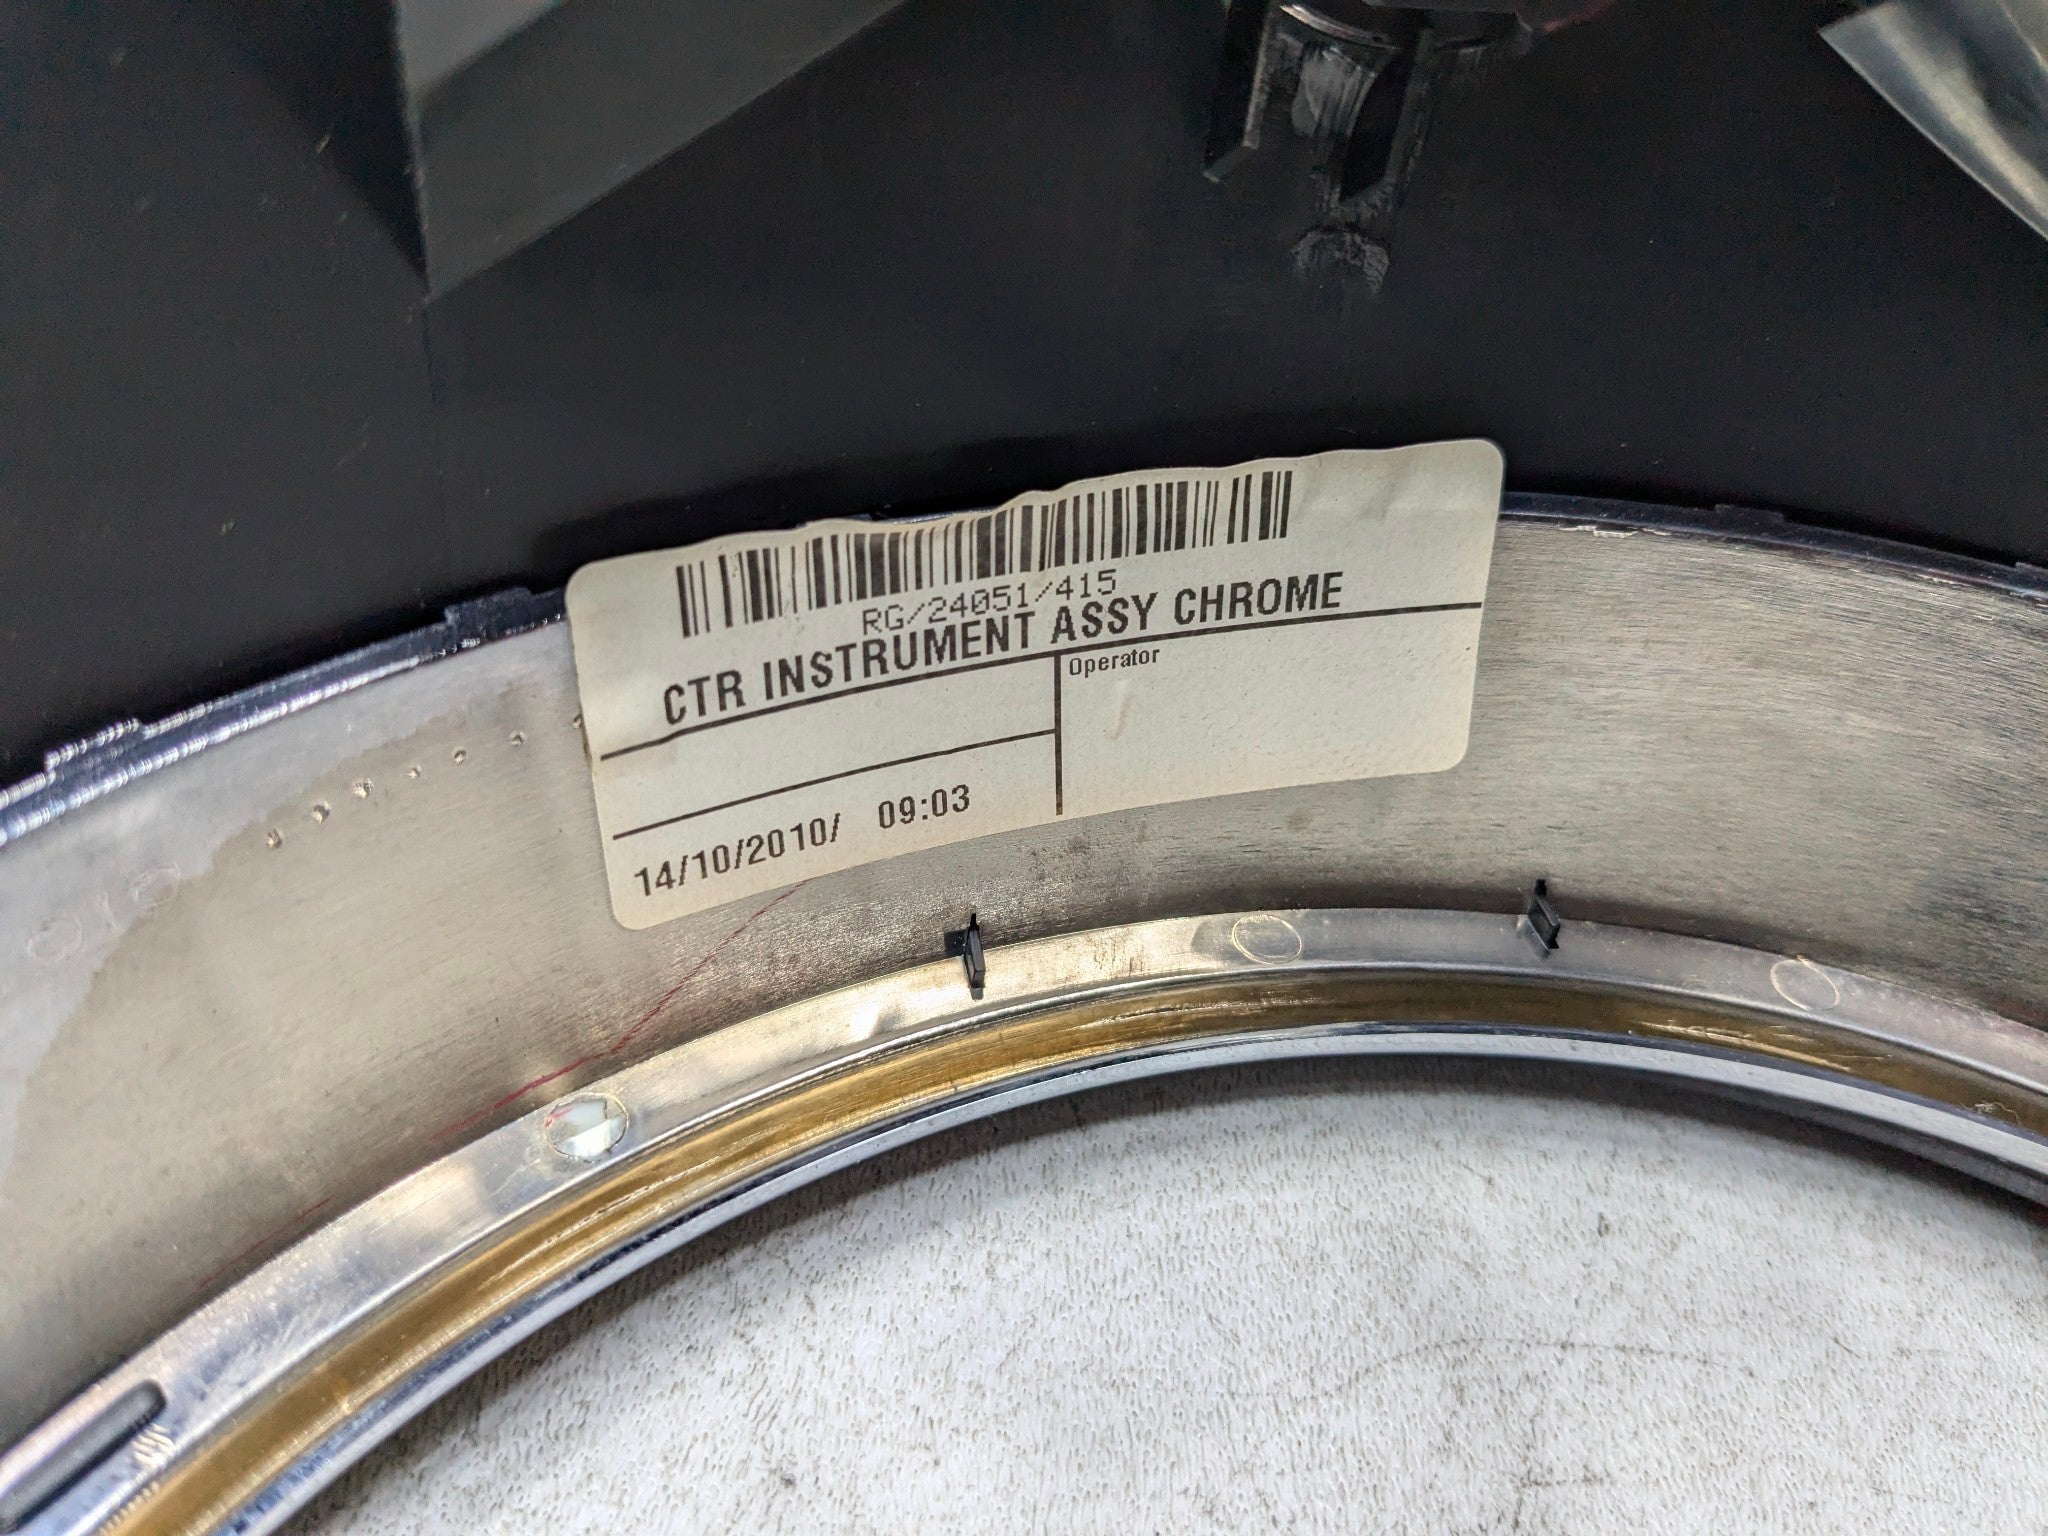 RG/24051/415
CTR INSTRUMENT ASSY CHROME
Operator
14/10/2010/ 09:03